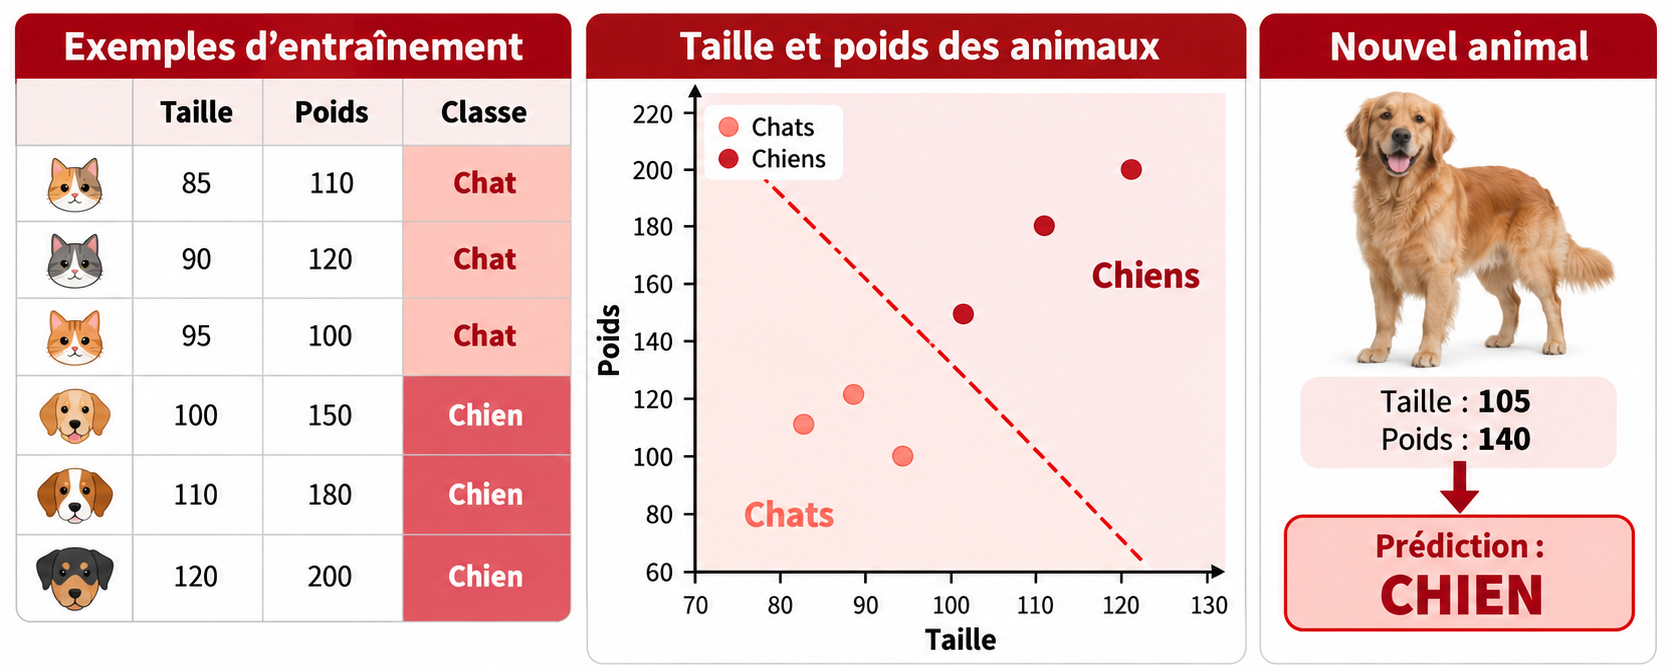 Exemples d'entraînement
Taille Poids Classe
85 110 Chat
90 120 Chat
95 100 Chat
100 150 Chien
110 180 Chien
120 200 Chien
Taille et poids des animaux
Chats
Chiens
220
200
180
160
140
120
100
80
60
Poids
Chiens
Chats
70 80 90 100 110 120 130
Taille
Nouvel animal
Taille : 105
Poids : 140
Prédiction :
CHIEN